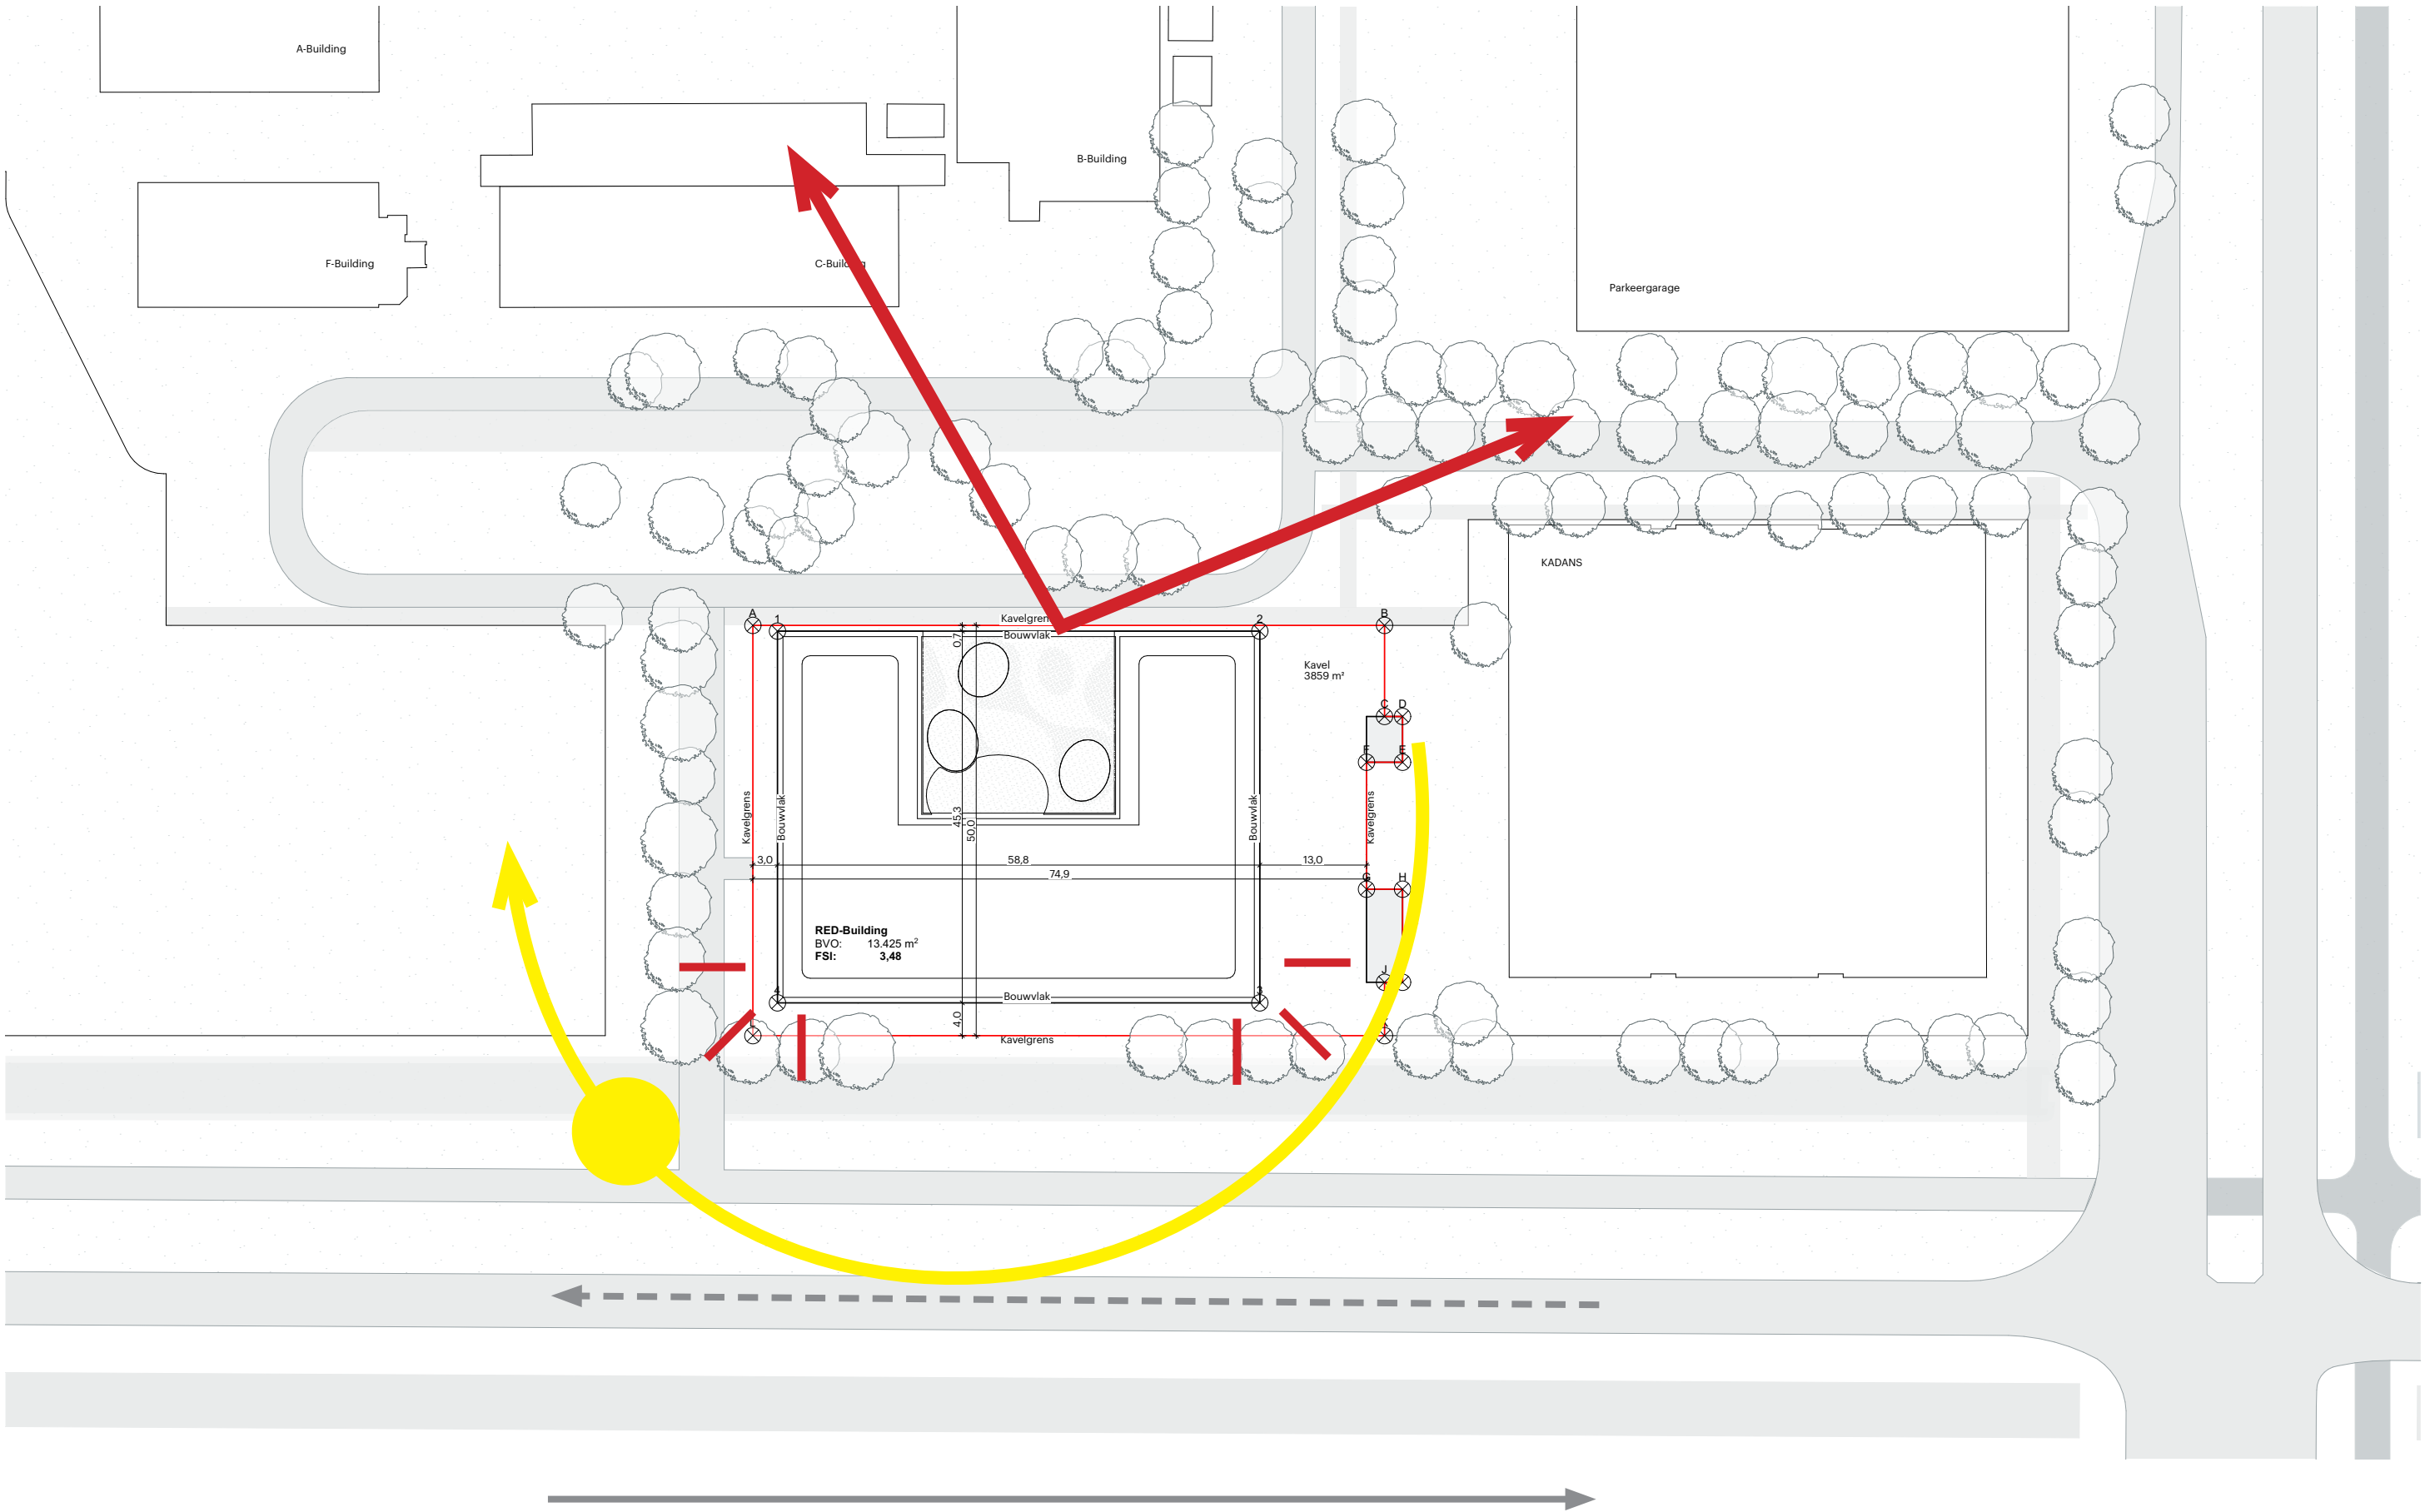 A-Building
B-Building
F-Building
C-Building
Parkeergarage
KADANS
A
1
Kavelgrens
2
B
Bouwvlak
0,7
Kavel
3859 m²
C
D
F
E
Kavelgrens
Bouwvlak
45,3
50,0
Bouwvlak
Kavelgrens
3,0
58,8
13,0
74,9
G
H
RED-Building
BVO: 13.425 m²
FSI: 3,48
J
4
Bouwvlak
3
4,0
Kavelgrens